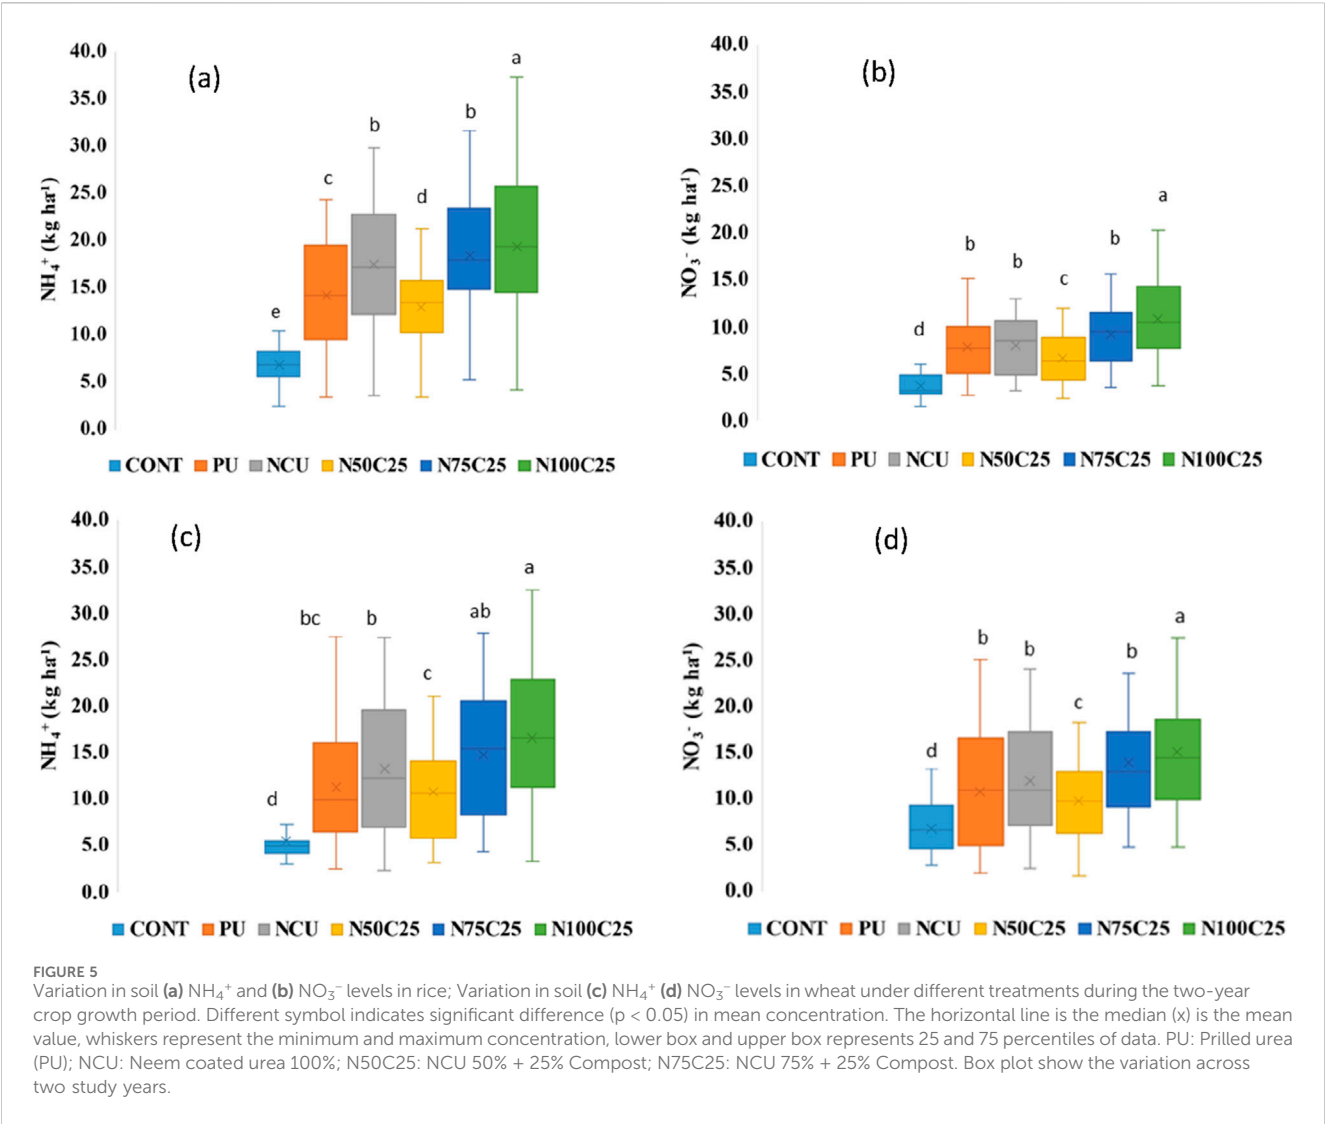 (a)
40.0
35.0
30.0
25.0
20.0
15.0
10.0
5.0
0.0
NH₄⁺ (kg ha¹)
e
c
b
d
b
a
CONT PU NCU N50C25 N75C25 N100C25
(b)
40.0
35.0
30.0
25.0
20.0
15.0
10.0
5.0
0.0
NO₃⁻ (kg ha¹)
d
b
b
c
b
a
CONT PU NCU N50C25 N75C25 N100C25
(c)
40.0
35.0
30.0
25.0
20.0
15.0
10.0
5.0
0.0
NH₄⁺ (kg ha¹)
d
bc
b
c
ab
a
CONT PU NCU N50C25 N75C25 N100C25
(d)
40.0
35.0
30.0
25.0
20.0
15.0
10.0
5.0
0.0
NO₃⁻ (kg ha¹)
d
b
b
c
b
a
CONT PU NCU N50C25 N75C25 N100C25
FIGURE 5
Variation in soil (a) NH₄⁺ and (b) NO₃⁻ levels in rice; Variation in soil (c) NH₄⁺ (d) NO₃⁻ levels in wheat under different treatments during the two-year
crop growth period. Different symbol indicates significant difference (p < 0.05) in mean concentration. The horizontal line is the median (x) is the mean
value, whiskers represent the minimum and maximum concentration, lower box and upper box represents 25 and 75 percentiles of data. PU: Prilled urea
(PU); NCU: Neem coated urea 100%; N50C25: NCU 50% + 25% Compost; N75C25: NCU 75% + 25% Compost. Box plot show the variation across
two study years.